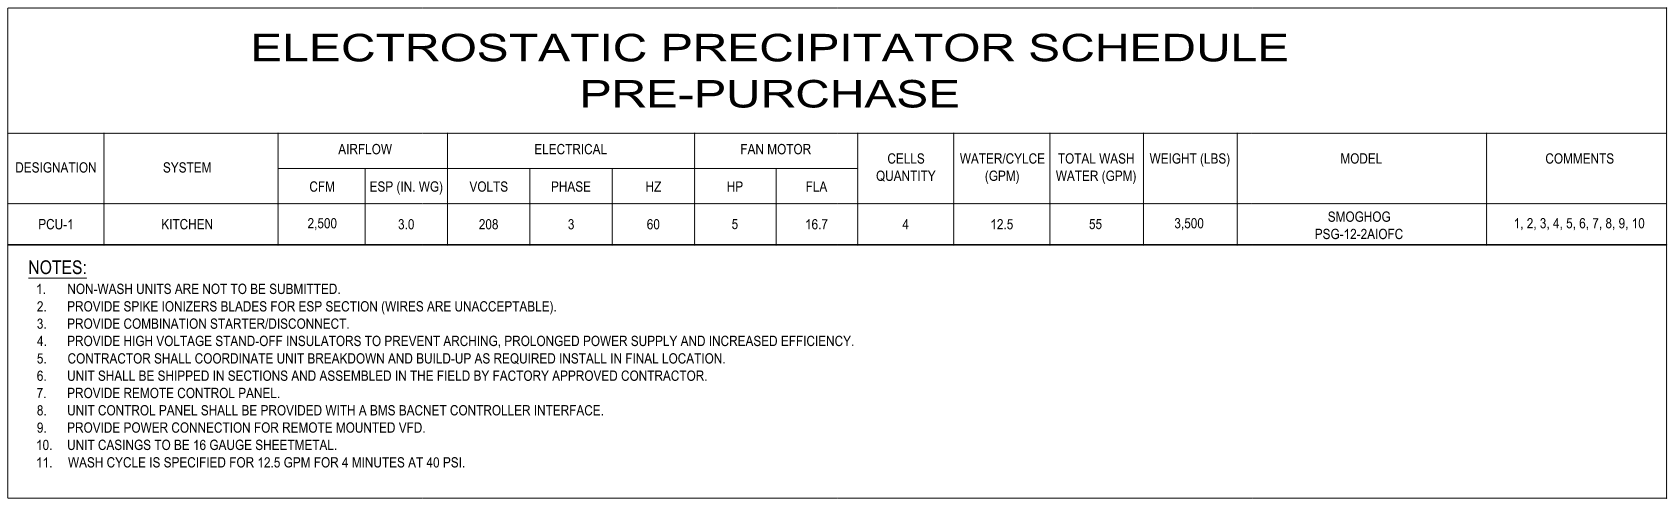 ELECTROSTATIC PRECIPITATOR SCHEDULE
PRE-PURCHASE
DESIGNATION SYSTEM AIRFLOW ELECTRICAL FAN MOTOR CELLS QUANTITY WATER/CYLCE (GPM) TOTAL WASH WATER (GPM) WEIGHT (LBS) MODEL COMMENTS
CFM ESP (IN. WG) VOLTS PHASE HZ HP FLA
PCU-1 KITCHEN 2,500 3.0 208 3 60 5 16.7 4 12.5 55 3,500 SMOGHOG PSG-12-2AIOFC 1, 2, 3, 4, 5, 6, 7, 8, 9, 10
NOTES:
1. NON-WASH UNITS ARE NOT TO BE SUBMITTED.
2. PROVIDE SPIKE IONIZERS BLADES FOR ESP SECTION (WIRES ARE UNACCEPTABLE).
3. PROVIDE COMBINATION STARTER/DISCONNECT.
4. PROVIDE HIGH VOLTAGE STAND-OFF INSULATORS TO PREVENT ARCHING, PROLONGED POWER SUPPLY AND INCREASED EFFICIENCY.
5. CONTRACTOR SHALL COORDINATE UNIT BREAKDOWN AND BUILD-UP AS REQUIRED INSTALL IN FINAL LOCATION.
6. UNIT SHALL BE SHIPPED IN SECTIONS AND ASSEMBLED IN THE FIELD BY FACTORY APPROVED CONTRACTOR.
7. PROVIDE REMOTE CONTROL PANEL.
8. UNIT CONTROL PANEL SHALL BE PROVIDED WITH A BMS BACNET CONTROLLER INTERFACE.
9. PROVIDE POWER CONNECTION FOR REMOTE MOUNTED VFD.
10. UNIT CASINGS TO BE 16 GAUGE SHEETMETAL.
11. WASH CYCLE IS SPECIFIED FOR 12.5 GPM FOR 4 MINUTES AT 40 PSI.